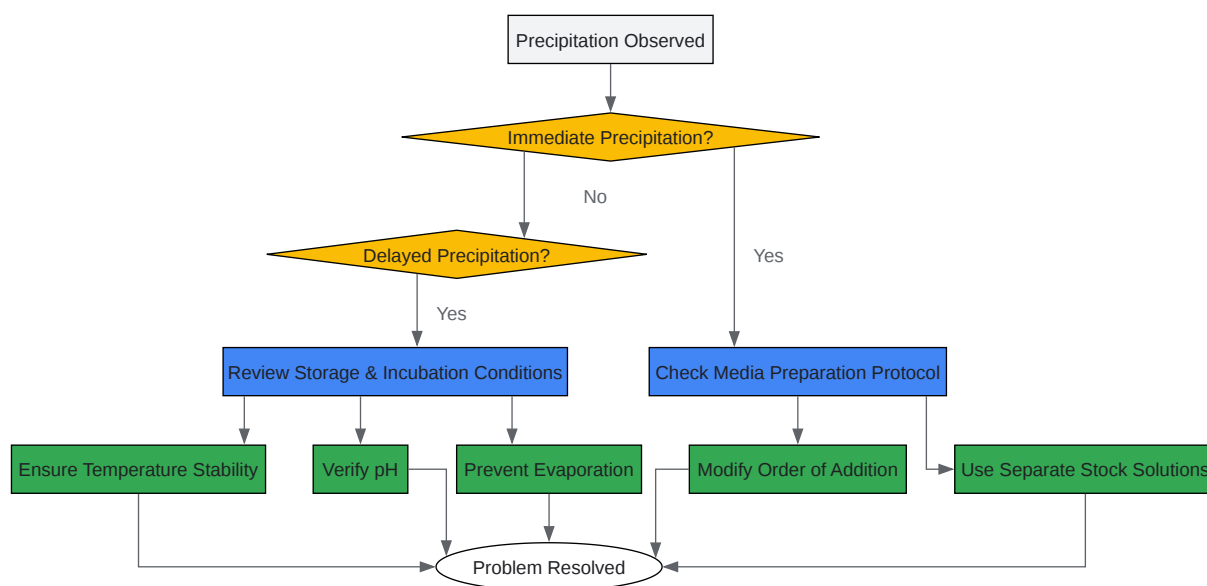 Precipitation Observed
Immediate Precipitation?
No
Delayed Precipitation?
Yes
Yes
Review Storage & Incubation Conditions
Check Media Preparation Protocol
Ensure Temperature Stability
Verify pH
Prevent Evaporation
Modify Order of Addition
Use Separate Stock Solutions
Problem Resolved